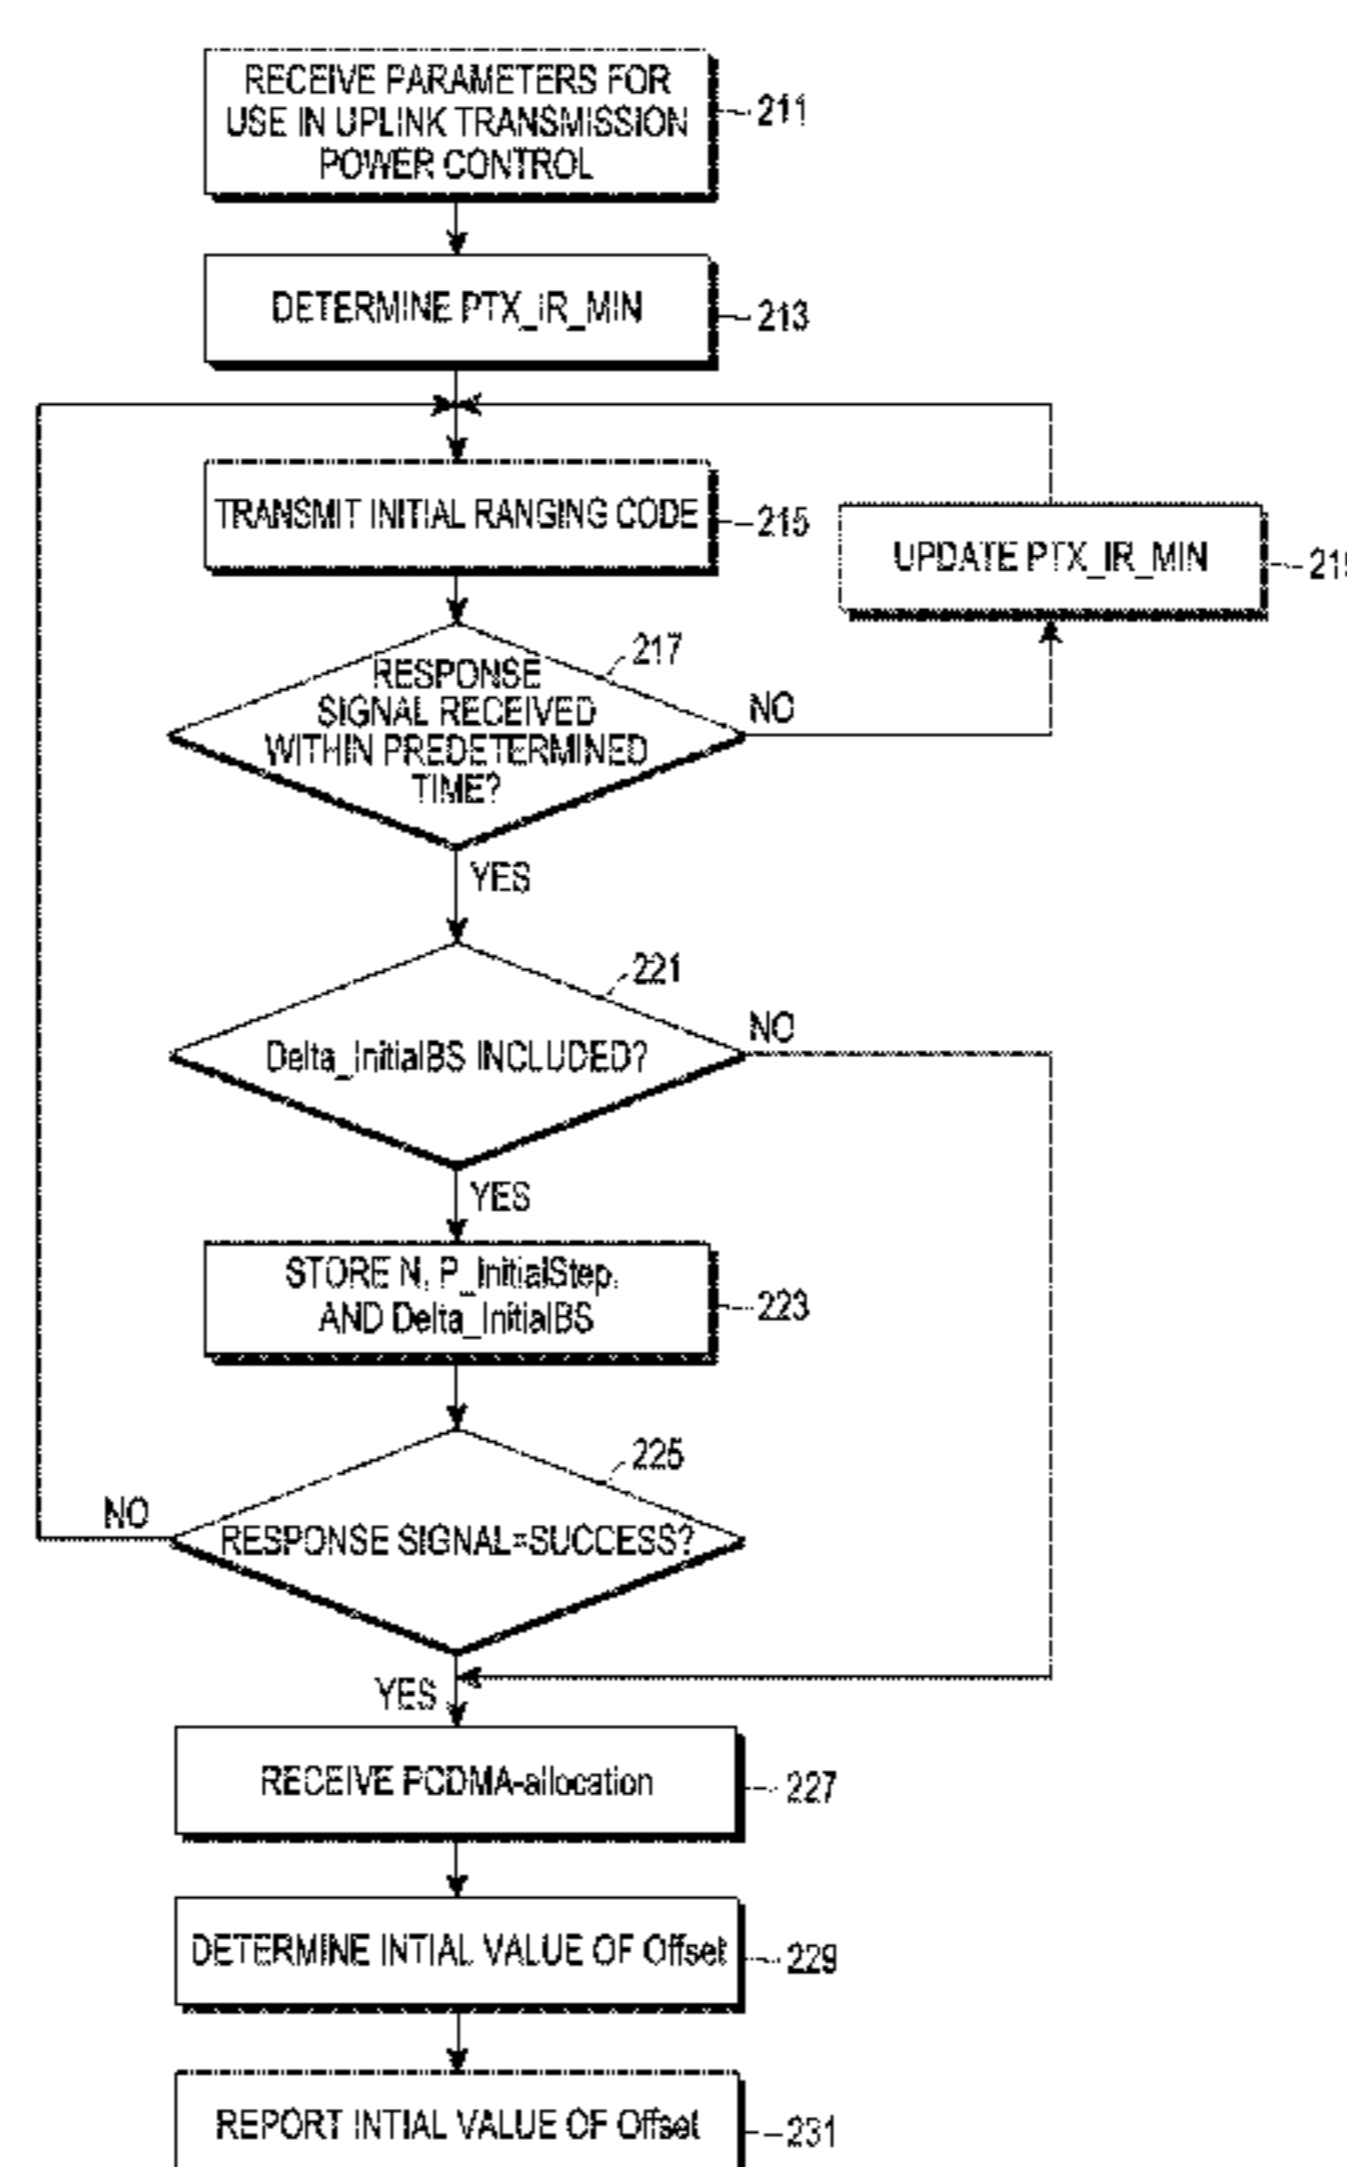 RECEIVE PARAMETERS FOR
USE IN UPLINK TRANSMISSION
POWER CONTROL
211
DETERMINE PTX_IR_MIN
213
TRANSMIT INITIAL RANGING CODE
215
UPDATE PTX_IR_MIN
217
RESPONSE
SIGNAL RECEIVED
WITHIN PREDETERMINED
TIME?
NO
YES
221
Delta_InitialBS INCLUDED?
NO
YES
STORE N, P_InitialStep,
AND Delta_InitialBS
223
225
RESPONSE SIGNAL=SUCCESS?
NO
YES
RECEIVE PCDMA-allocation
227
DETERMINE INTIAL VALUE OF Offset
229
REPORT INTIAL VALUE OF Offset
231